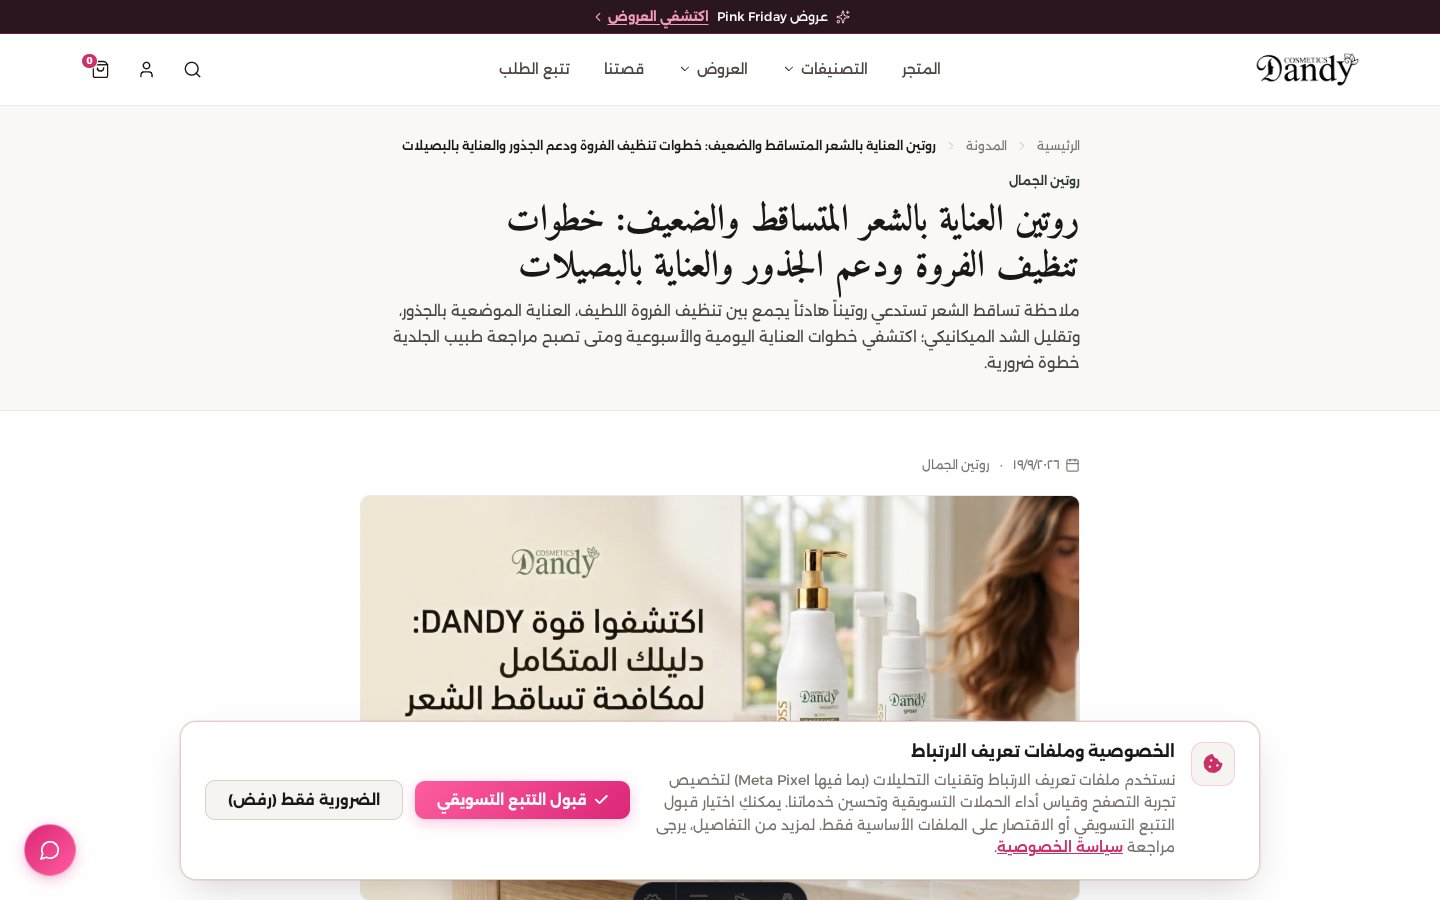 عروض Pink Friday اكتشفي العروض
Dandy COSMETICS
المتجر
التصنيفات
العروض
قصتنا
تتبع الطلب
0
الرئيسية
المدونة
روتين العناية بالشعر المتساقط والضعيف: خطوات تنظيف الفروة ودعم الجذور والعناية بالبصيلات
روتين الجمال
روتين العناية بالشعر المتساقط والضعيف: خطوات
تنظيف الفروة ودعم الجذور والعناية بالبصيلات
ملاحظة تساقط الشعر تستدعي روتيناً هادئاً يجمع بين تنظيف الفروة اللطيف، العناية الموضعية بالجذور،
وتقليل الشد الميكانيكي؛ اكتشفي خطوات العناية اليومية والأسبوعية ومتى تصبح مراجعة طبيب الجلدية
خطوة ضرورية.
١٩/٩/٢٠٢٦ · روتين الجمال
Dandy COSMETICS
اكتشفوا قوة DANDY:
دليلك المتكامل
لمكافحة تساقط الشعر
Dandy
SHAMPOO
Dandy
SPRAY
الخصوصية وملفات تعريف الارتباط
نستخدم ملفات تعريف الارتباط وتقنيات التحليلات (بما فيها Meta Pixel) لتخصيص
تجربة التصفح وقياس أداء الحملات التسويقية وتحسين خدماتنا. يمكنكِ اختيار قبول
التتبع التسويقي أو الاقتصار على الملفات الأساسية فقط. لمزيد من التفاصيل، يرجى
مراجعة سياسة الخصوصية.
قبول التتبع التسويقي
الضرورية فقط (رفض)